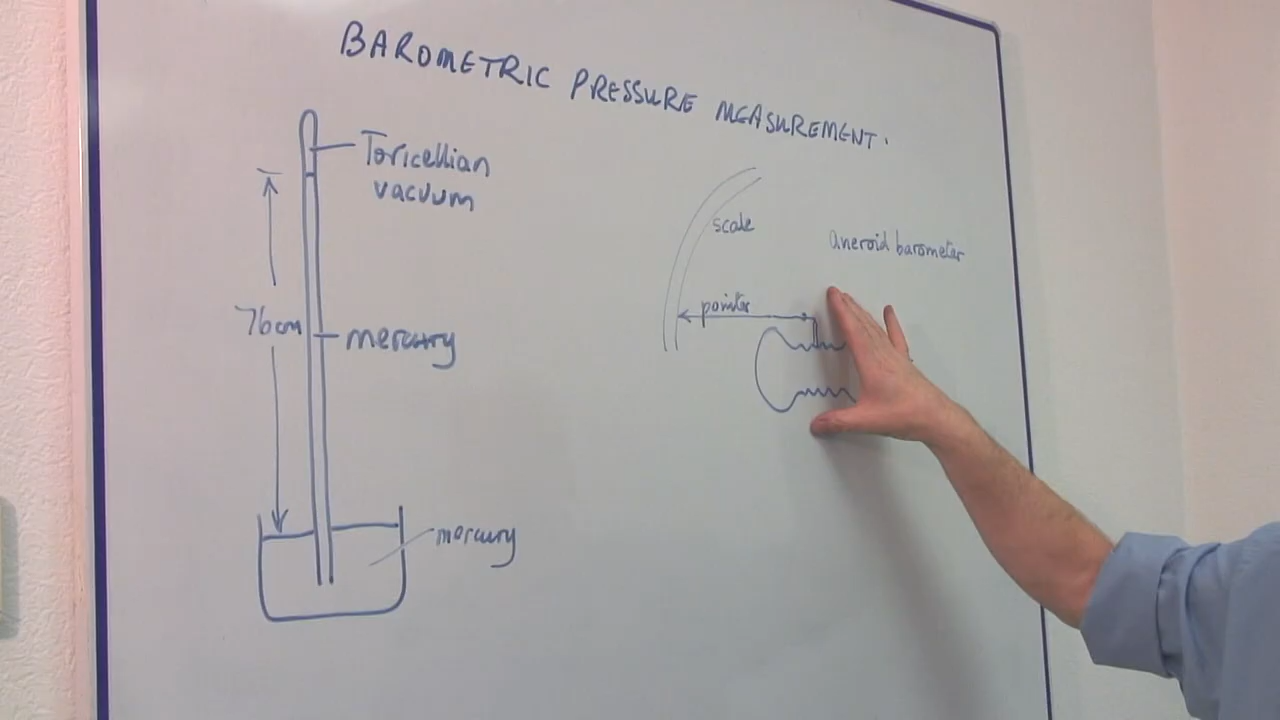 BAROMETRIC PRESSURE MEASUREMENT.
Toricellian
vacuum
76cm
mercury
mercury
scale
aneroid barometer
pointer